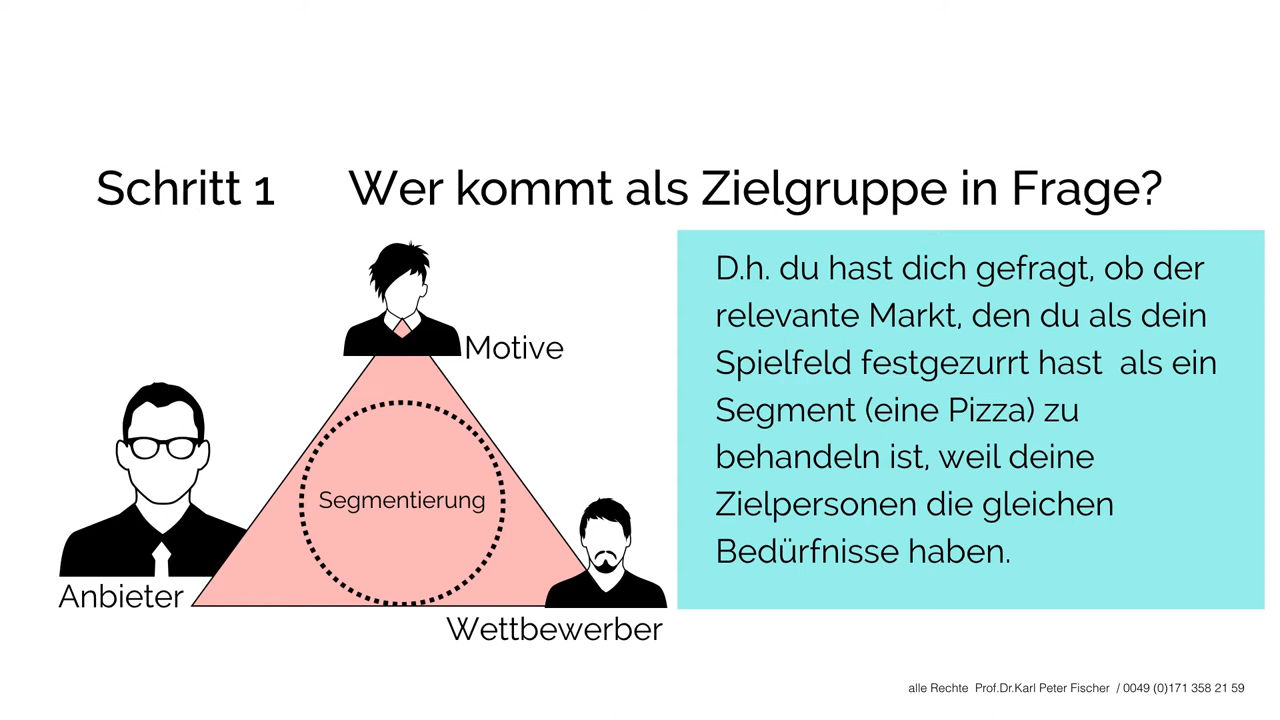 Schritt 1 Wer kommt als Zielgruppe in Frage?
D.h. du hast dich gefragt, ob der
relevante Markt, den du als dein
Spielfeld festgezurrt hast  als ein
Segment (eine Pizza) zu
behandeln ist, weil deine
Zielpersonen die gleichen
Bedürfnisse haben.
Motive
Segmentierung
Anbieter
Wettbewerber
alle Rechte  Prof.Dr.Karl Peter Fischer  / 0049 (0)171 358 21 59